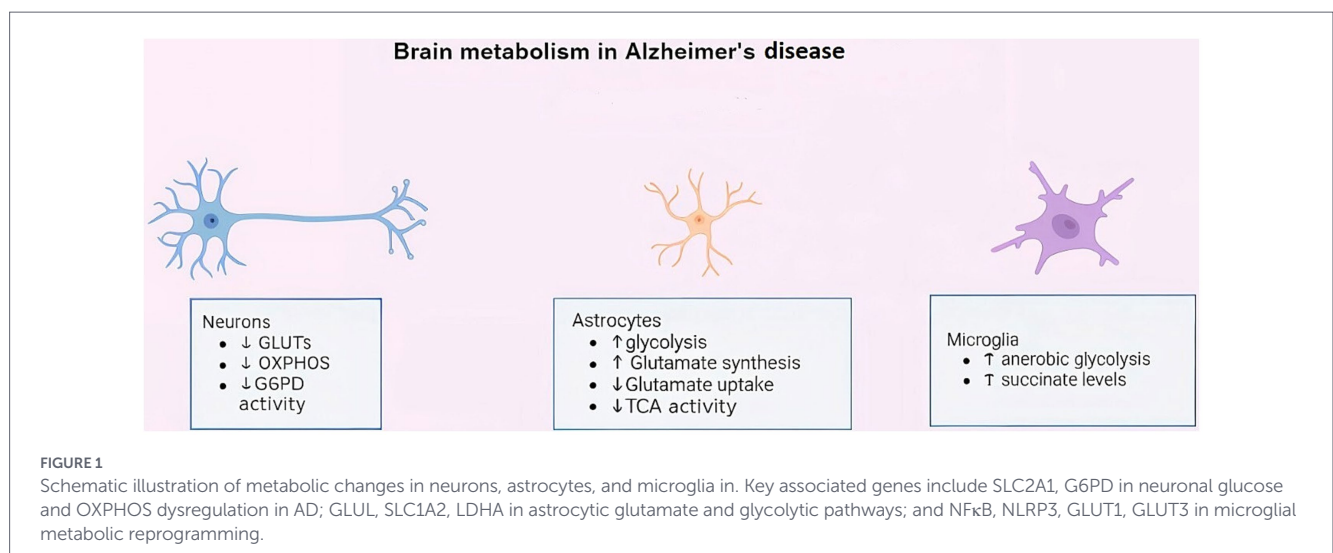 Brain metabolism in Alzheimer's disease
Neurons
• ↓ GLUTs
• ↓ OXPHOS
• ↓G6PD
activity
Astrocytes
• ↑glycolysis
• ↑ Glutamate synthesis
• ↓Glutamate uptake
• ↓TCA activity
Microglia
• ↑ anerobic glycolysis
• ↑ succinate levels
FIGURE 1
Schematic illustration of metabolic changes in neurons, astrocytes, and microglia in. Key associated genes include SLC2A1, G6PD in neuronal glucose
and OXPHOS dysregulation in AD; GLUL, SLC1A2, LDHA in astrocytic glutamate and glycolytic pathways; and NFκB, NLRP3, GLUT1, GLUT3 in microglial
metabolic reprogramming.